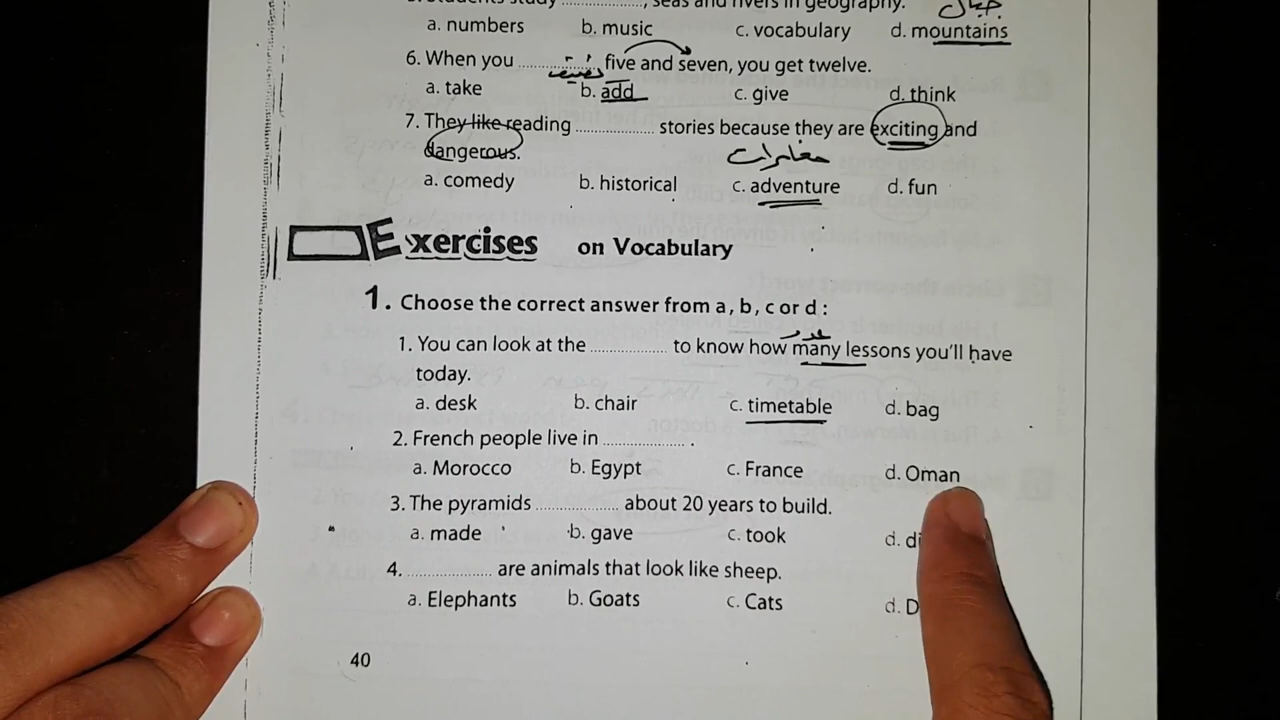 , seas and rivers in geography.
جبال
a. numbers b. music c. vocabulary d. mountains
6. When you .................. five and seven, you get twelve.
a. take b. add c. give d. think
7. They like reading .................. stories because they are exciting and
dangerous.
مغامرات
a. comedy b. historical c. adventure d. fun
Exercises on Vocabulary
1. Choose the correct answer from a, b, c or d :
عدد
1. You can look at the .................. to know how many lessons you'll have
today.
a. desk b. chair c. timetable d. bag
2. French people live in .................. .
a. Morocco b. Egypt c. France d. Oman
3. The pyramids .................. about 20 years to build.
a. made b. gave c. took d. di
4. .................. are animals that look like sheep.
a. Elephants b. Goats c. Cats d. D
40